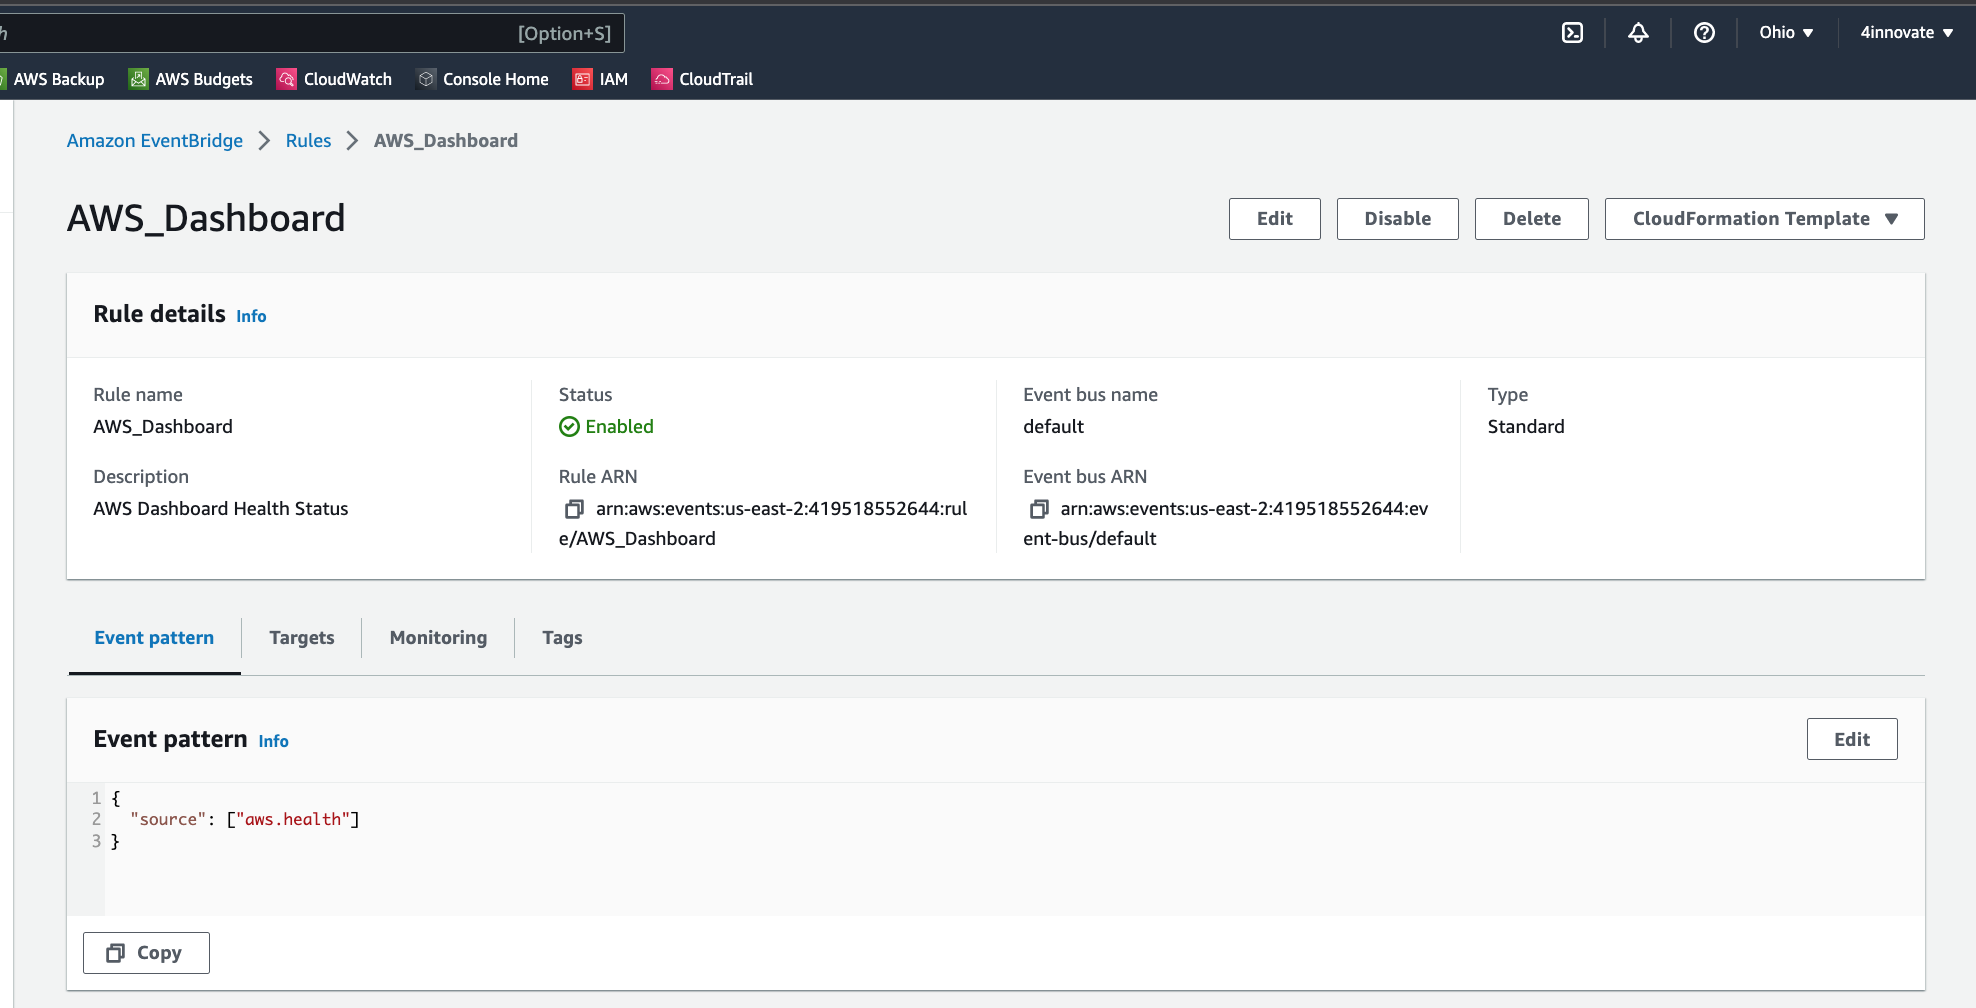 h [Option+S] Ohio ▼ 4innovate ▼
AWS Backup AWS Budgets CloudWatch Console Home IAM CloudTrail
Amazon EventBridge > Rules > AWS_Dashboard
AWS_Dashboard Edit Disable Delete CloudFormation Template ▼
Rule details Info
Rule name
AWS_Dashboard
Description
AWS Dashboard Health Status
Status
Enabled
Rule ARN
arn:aws:events:us-east-2:419518552644:rul
e/AWS_Dashboard
Event bus name
default
Event bus ARN
arn:aws:events:us-east-2:419518552644:ev
ent-bus/default
Type
Standard
Event pattern Targets Monitoring Tags
Event pattern Info Edit
1 {
2 "source": ["aws.health"]
3 }
Copy